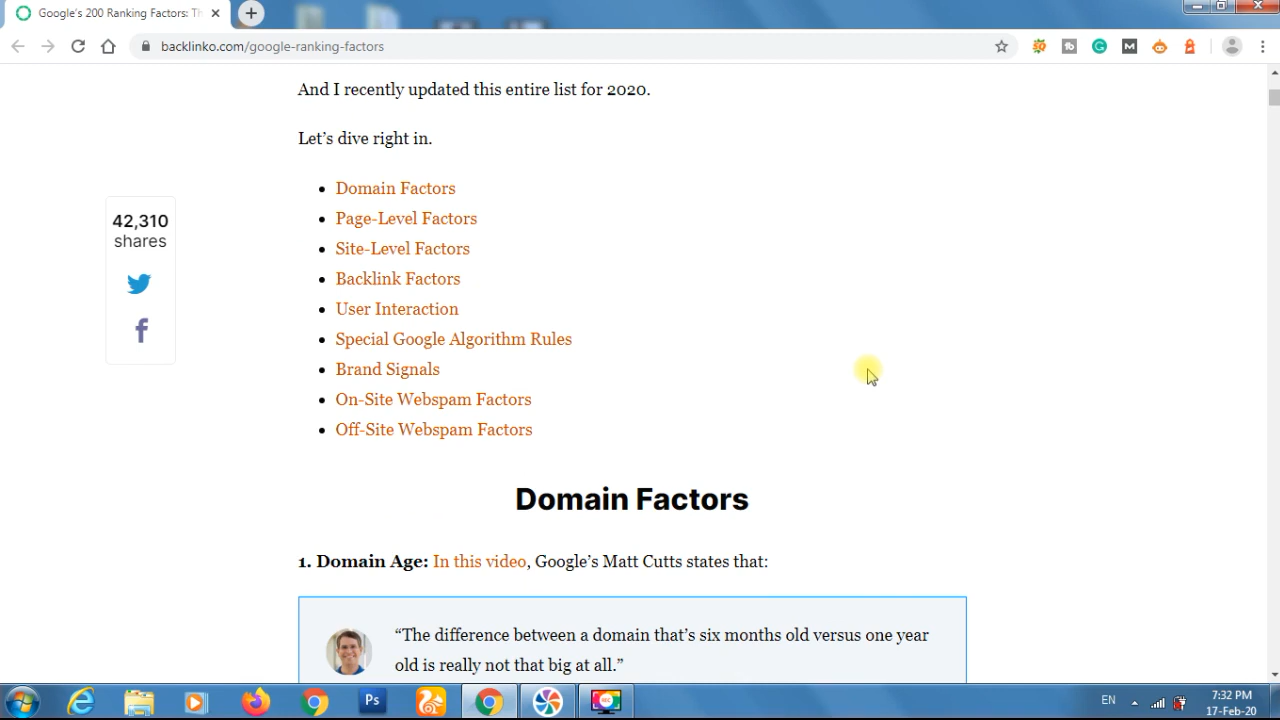 Google's 200 Ranking Factors: Th
backlinko.com/google-ranking-factors
And I recently updated this entire list for 2020.
Let's dive right in.
Domain Factors
Page-Level Factors
Site-Level Factors
Backlink Factors
User Interaction
Special Google Algorithm Rules
Brand Signals
On-Site Webspam Factors
Off-Site Webspam Factors
42,310
shares
Domain Factors
1. Domain Age: In this video, Google's Matt Cutts states that:
“The difference between a domain that's six months old versus one year
old is really not that big at all.”
Ps
EN
7:32 PM
17-Feb-20